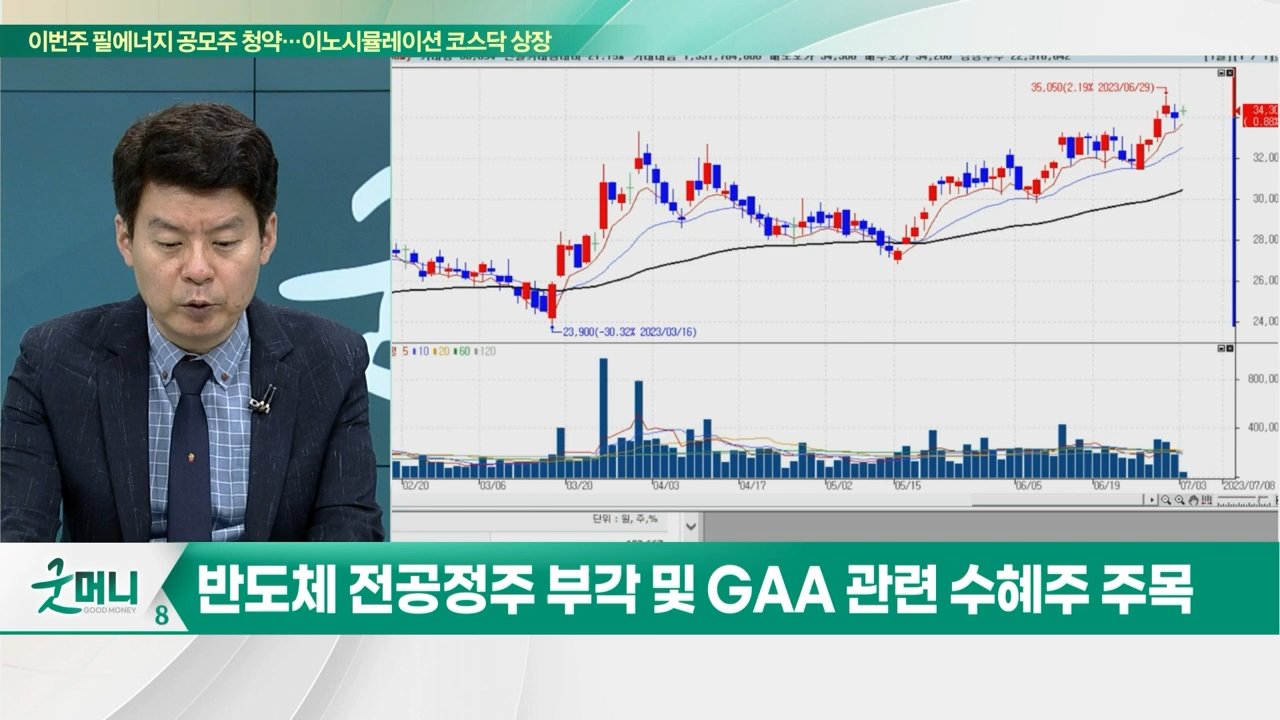 이번주 필에너지 공모주 청약…이노시뮬레이션 코스닥 상장
35,050(2.19% 2023/06/29)
34,30
0.88%
32,00
30,00
28,00
26,00
24,00
23,900(-30.32% 2023/03/16)
5 10 20 60 120
800,00
400,00
02/20 03/06 03/20 04/03 04/17 05/02 05/15 06/05 06/19 07/03 2023/07/08
단위 : 원, 주, %
굿머니
GOOD MONEY
8
반도체 전공정주 부각 및 GAA 관련 수혜주 주목